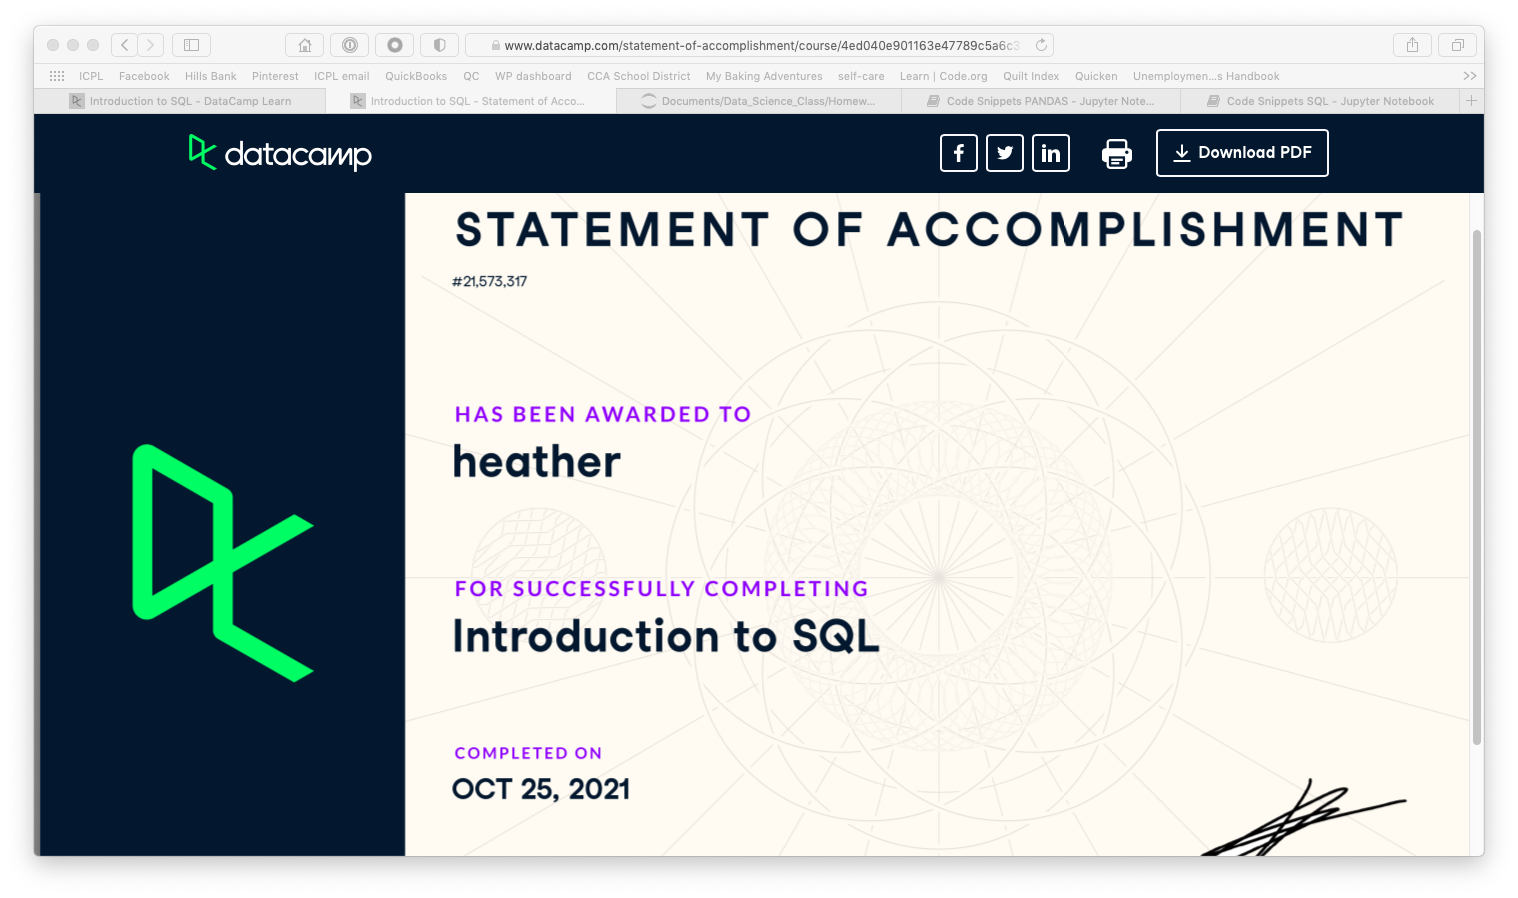 www.datacamp.com/statement-of-accomplishment/course/4ed040e901163e47789c5a6c3
ICPL Facebook Hills Bank Pinterest ICPL email QuickBooks QC WP dashboard CCA School District My Baking Adventures self-care Learn | Code.org Quilt Index Quicken Unemploymen...s Handbook >>
Introduction to SQL - DataCamp Learn Introduction to SQL - Statement of Acco... Documents/Data_Science_Class/Homew... Code Snippets PANDAS - Jupyter Note... Code Snippets SQL - Jupyter Notebook
datacamp Download PDF
STATEMENT OF ACCOMPLISHMENT
#21,573,317
HAS BEEN AWARDED TO
heather
FOR SUCCESSFULLY COMPLETING
Introduction to SQL
COMPLETED ON
OCT 25, 2021